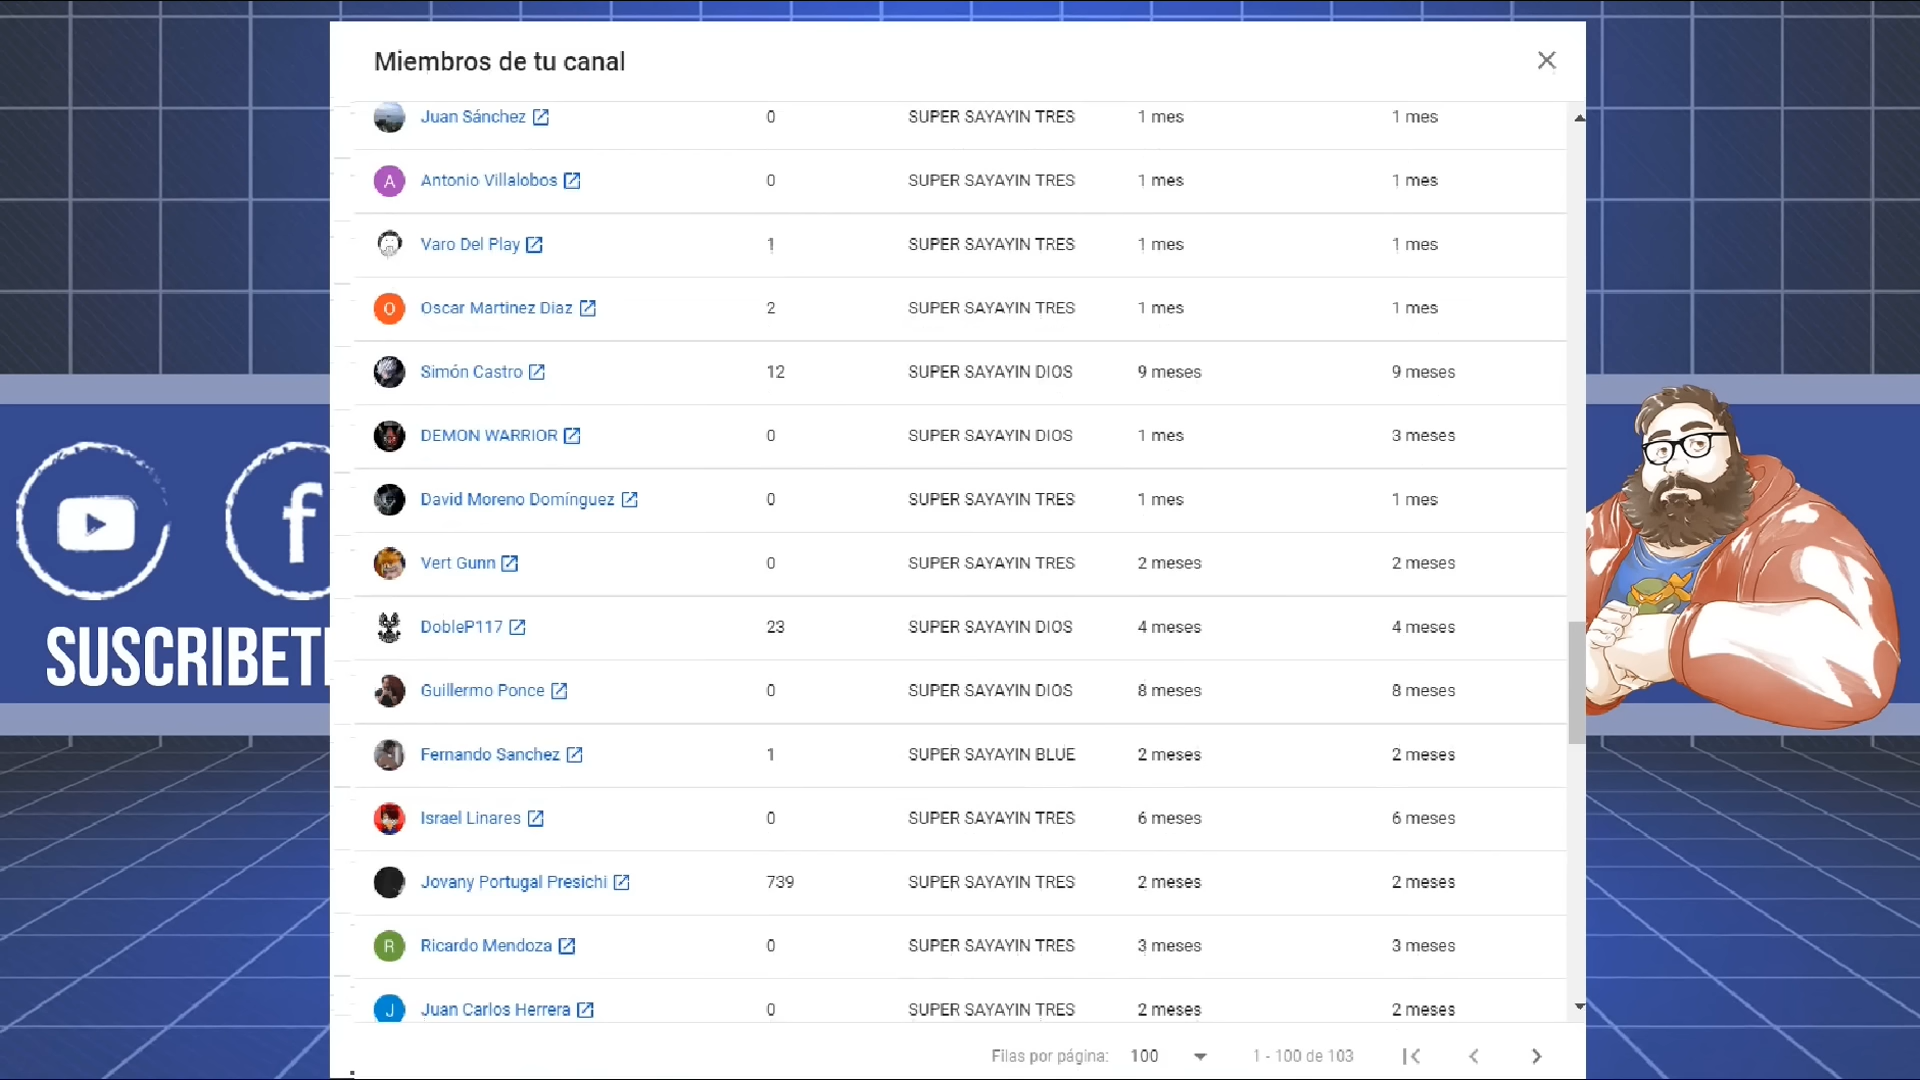 Miembros de tu canal
Juan Sánchez 0 SUPER SAYAYIN TRES 1 mes 1 mes
A Antonio Villalobos 0 SUPER SAYAYIN TRES 1 mes 1 mes
Varo Del Play 1 SUPER SAYAYIN TRES 1 mes 1 mes
O Oscar Martinez Diaz 2 SUPER SAYAYIN TRES 1 mes 1 mes
Simón Castro 12 SUPER SAYAYIN DIOS 9 meses 9 meses
DEMON WARRIOR 0 SUPER SAYAYIN DIOS 1 mes 3 meses
David Moreno Domínguez 0 SUPER SAYAYIN TRES 1 mes 1 mes
Vert Gunn 0 SUPER SAYAYIN TRES 2 meses 2 meses
DobleP117 23 SUPER SAYAYIN DIOS 4 meses 4 meses
Guillermo Ponce 0 SUPER SAYAYIN DIOS 8 meses 8 meses
Fernando Sanchez 1 SUPER SAYAYIN BLUE 2 meses 2 meses
Israel Linares 0 SUPER SAYAYIN TRES 6 meses 6 meses
Jovany Portugal Presichi 739 SUPER SAYAYIN TRES 2 meses 2 meses
R Ricardo Mendoza 0 SUPER SAYAYIN TRES 3 meses 3 meses
J Juan Carlos Herrera 0 SUPER SAYAYIN TRES 2 meses 2 meses
Filas por página: 100 1 - 100 de 103
f
SUSCRIBETE